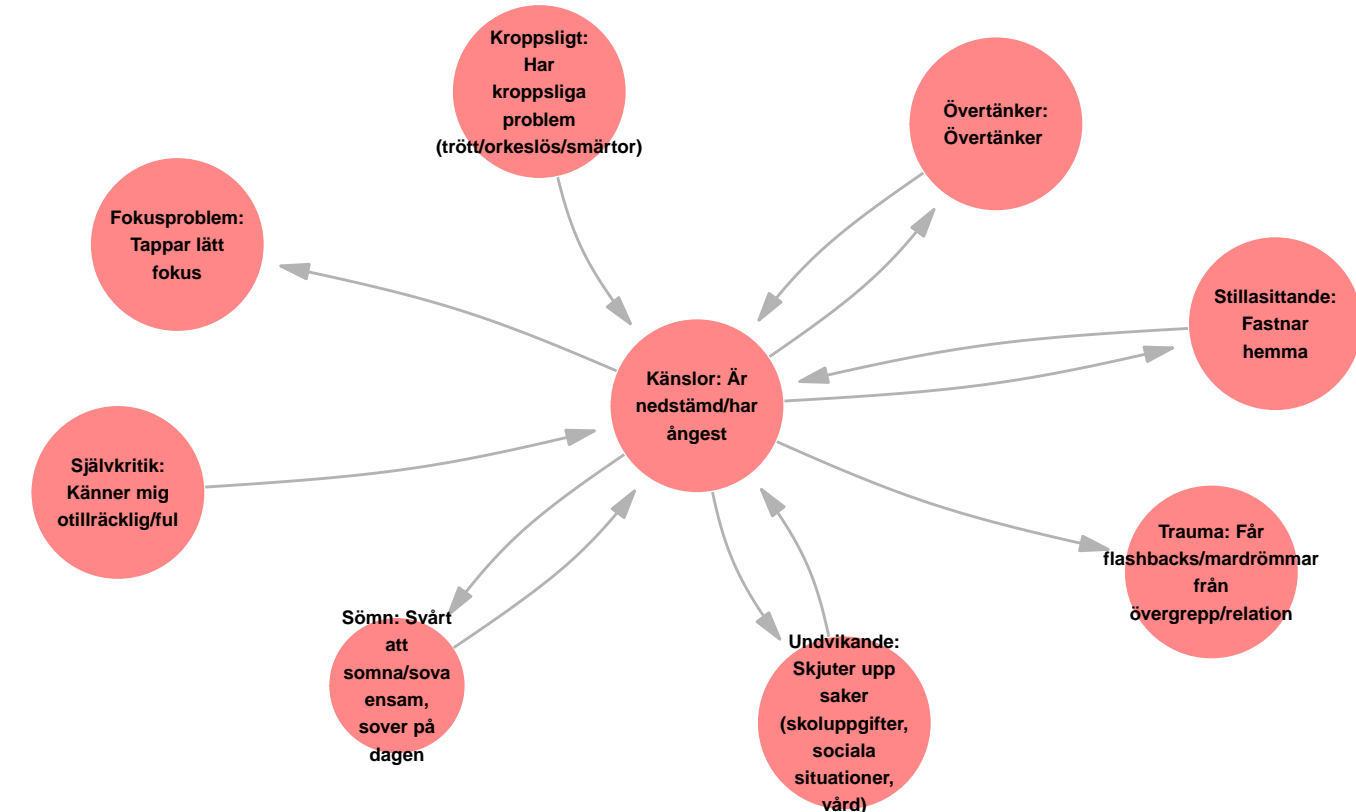 Kroppsligt:
Har
kroppsliga
problem
(trött/orkeslös/smärtor)
Övertänker:
Övertänker
Fokusproblem:
Tappar lätt
fokus
Stillasittande:
Fastnar
hemma
Känslor: Är
nedstämd/har
ångest
Självkritik:
Känner mig
otillräcklig/ful
Trauma: Får
flashbacks/mardrömmar
från
övergrepp/relation
Sömn: Svårt
att
somna/sova
ensam,
sover på
dagen
Undvikande:
Skjuter upp
saker
(skoluppgifter,
sociala
situationer,
vård)